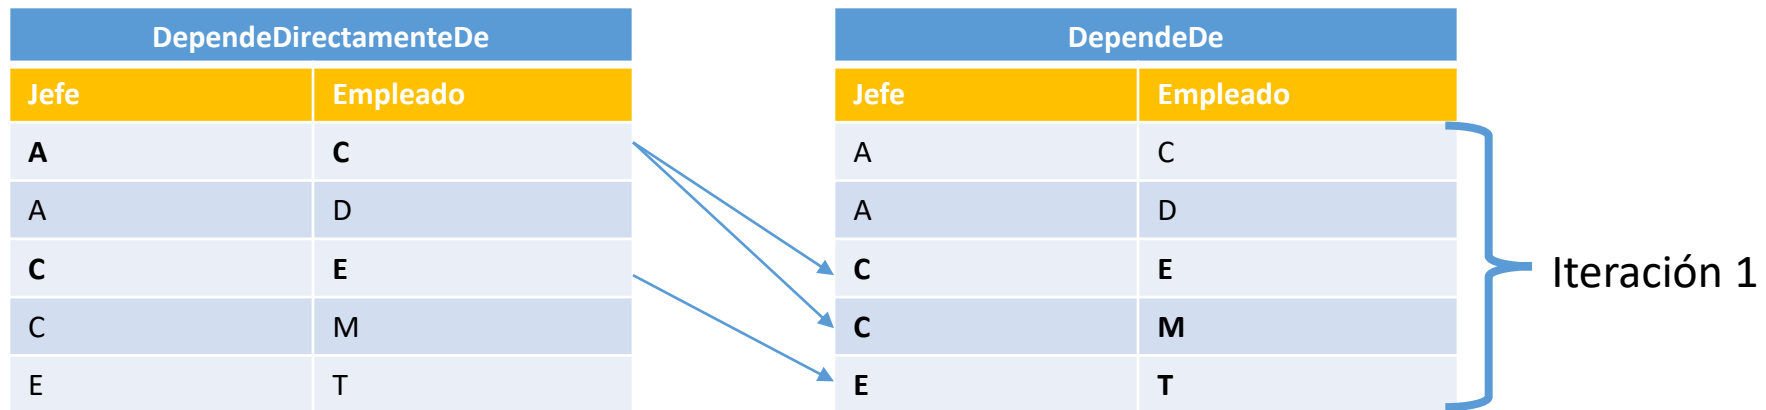 DependeDirectamenteDe
Jefe Empleado
A C
A D
C E
C M
E T
DependeDe
Jefe Empleado
A C
A D
C E
C M
E T
Iteración 1